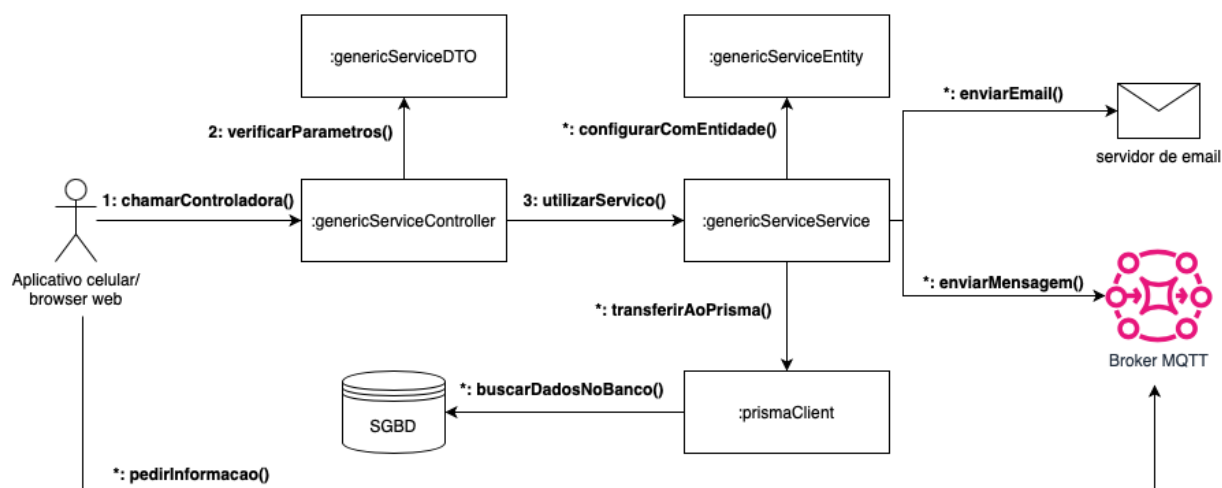 :genericServiceDTO
:genericServiceEntity
*: enviarEmail()
2: verificarParametros()
*: configurarComEntidade()
servidor de email
1: chamarControladora()
:genericServiceController
3: utilizarServico()
:genericServiceService
Aplicativo celular/
browser web
*: enviarMensagem()
*: transferirAoPrisma()
Broker MQTT
*: buscarDadosNoBanco()
SGBD
:prismaClient
*: pedirInformacao()